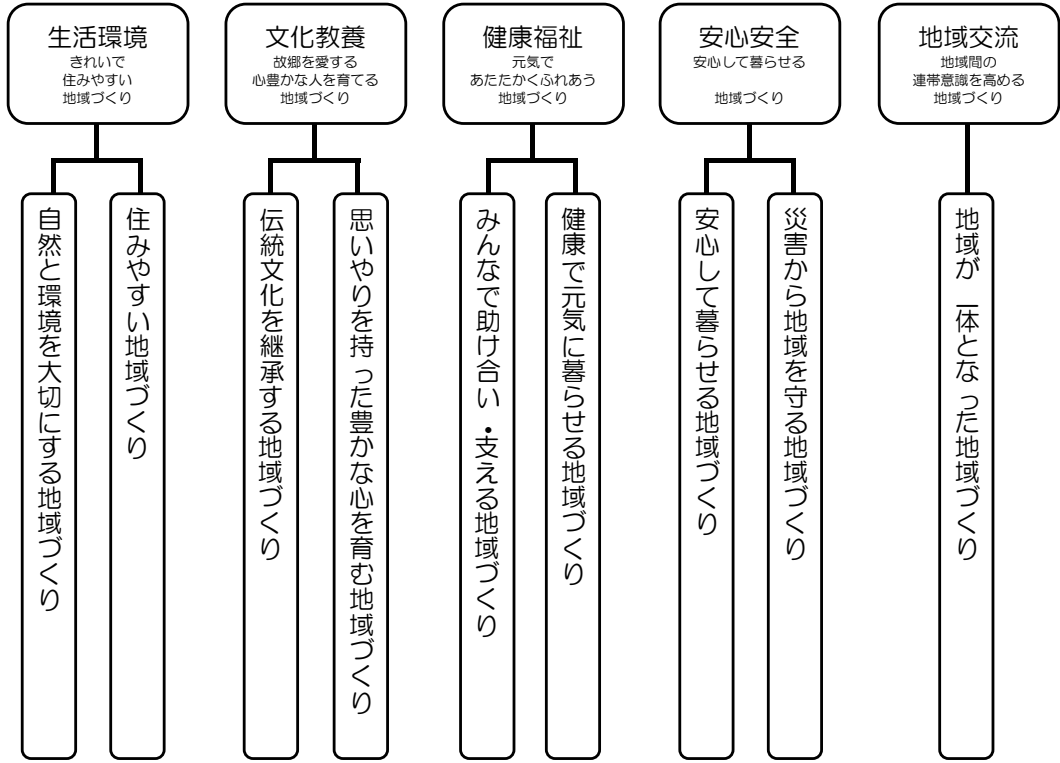 生活環境
きれいで
住みやすい
地域づくり
文化教養
故郷を愛する
心豊かな人を育てる
地域づくり
健康福祉
元気で
あたたかくふれあう
地域づくり
安心安全
安心して暮らせる
地域づくり
地域交流
地域間の
連帯意識を高める
地域づくり
自然と環境を大切にする地域づくり
住みやすい地域づくり
伝統文化を継承する地域づくり
思いやりを持った豊かな心を育む地域づくり
みんなで助け合い・支える地域づくり
健康で元気に暮らせる地域づくり
安心して暮らせる地域づくり
災害から地域を守る地域づくり
地域が一体となった地域づくり